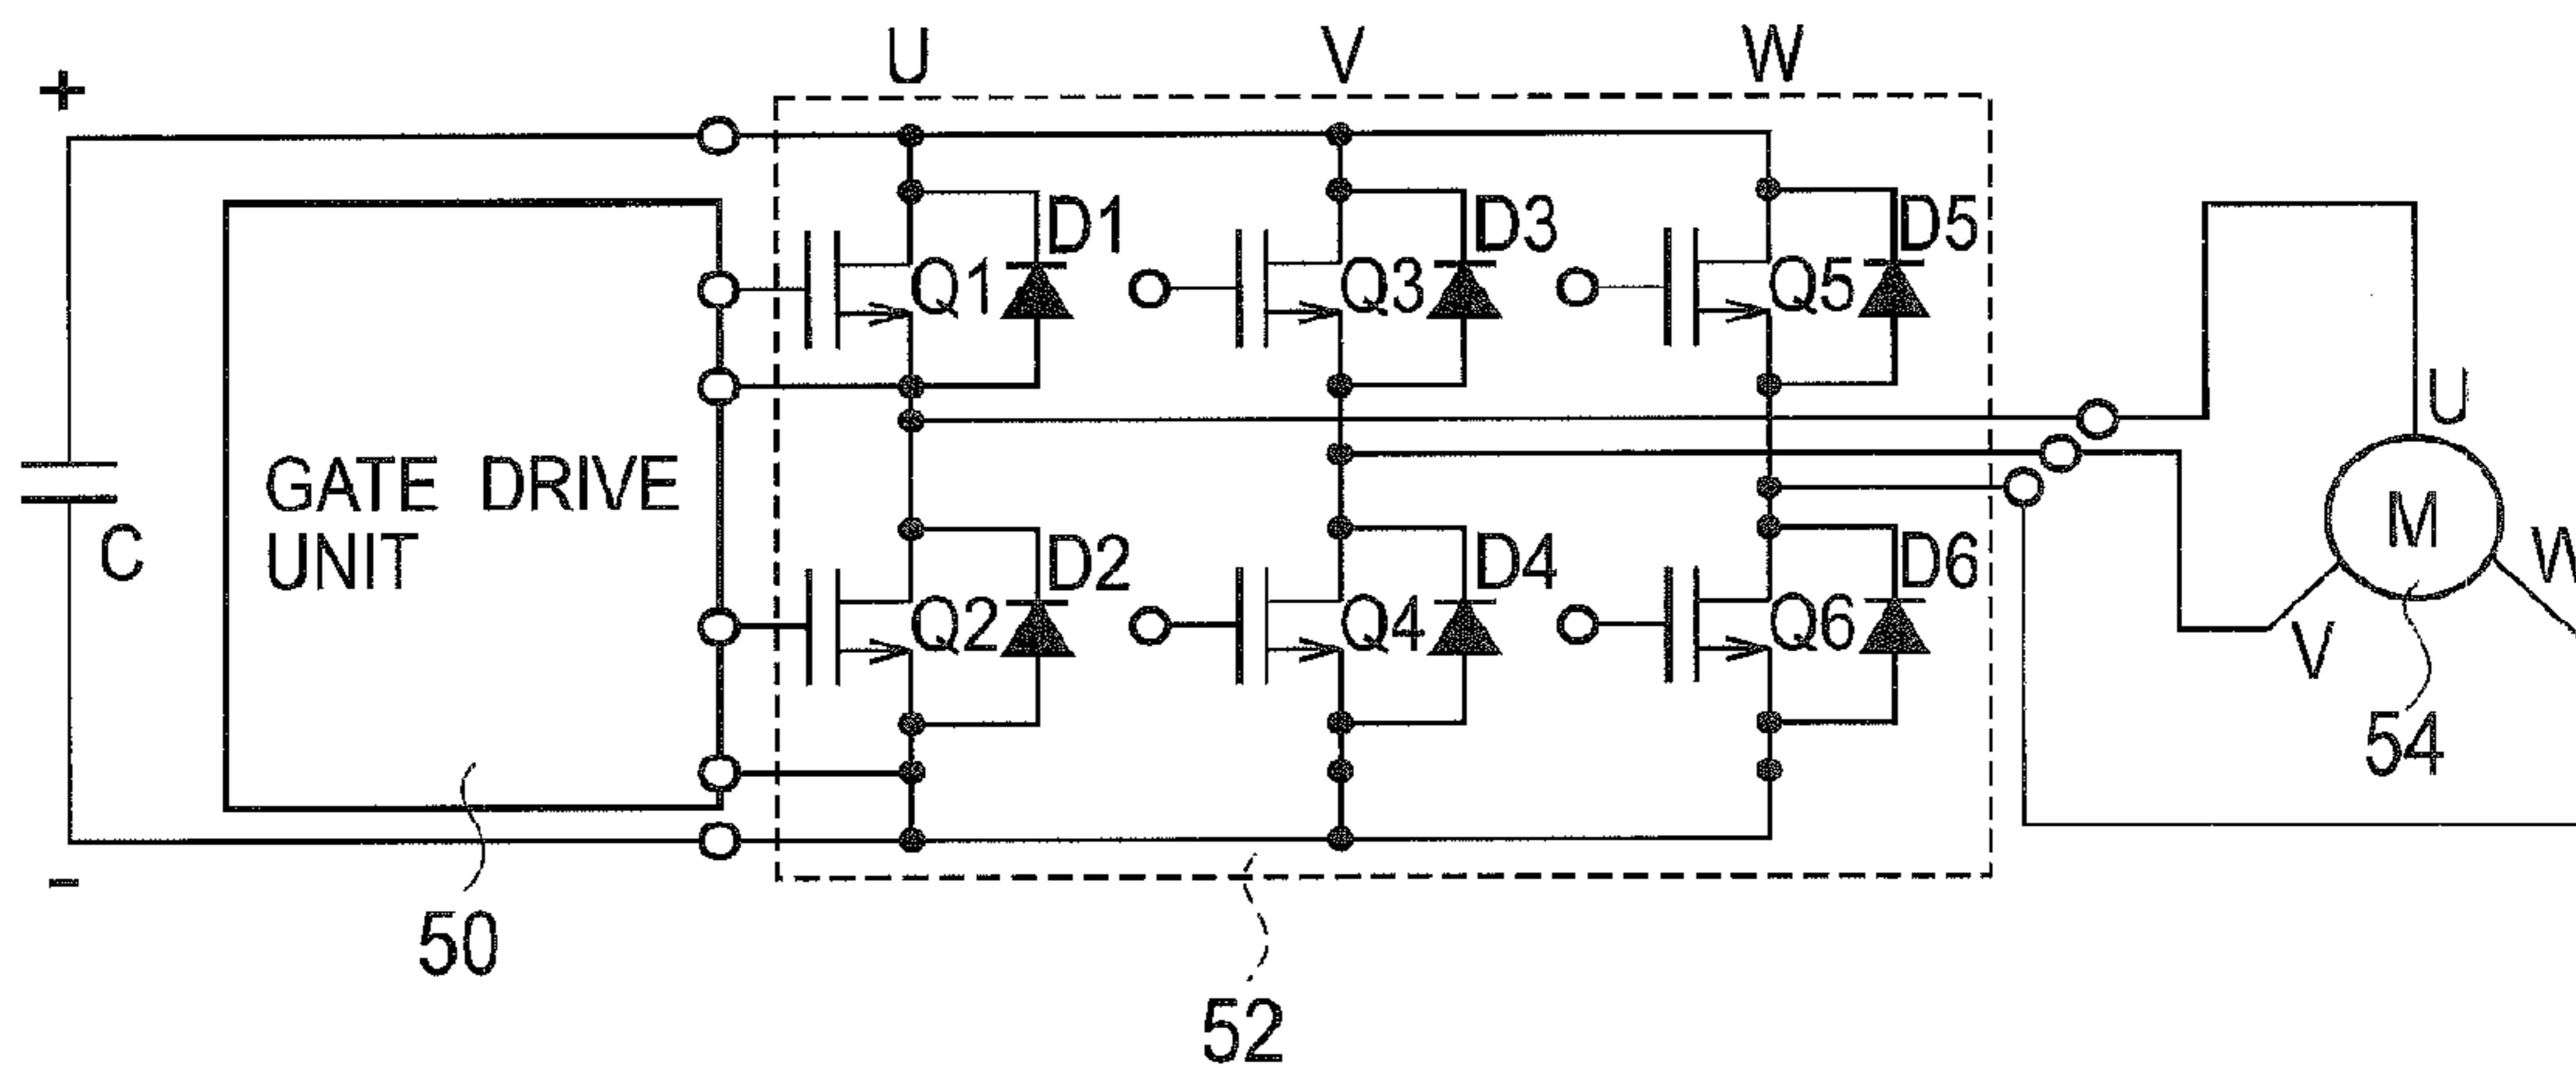 U V W
+
D1 D3 D5
Q1 Q3 Q5
U
GATE DRIVE
UNIT
C
M
W
D2 D4 D6
Q2 Q4 Q6
V
54
-
50
52